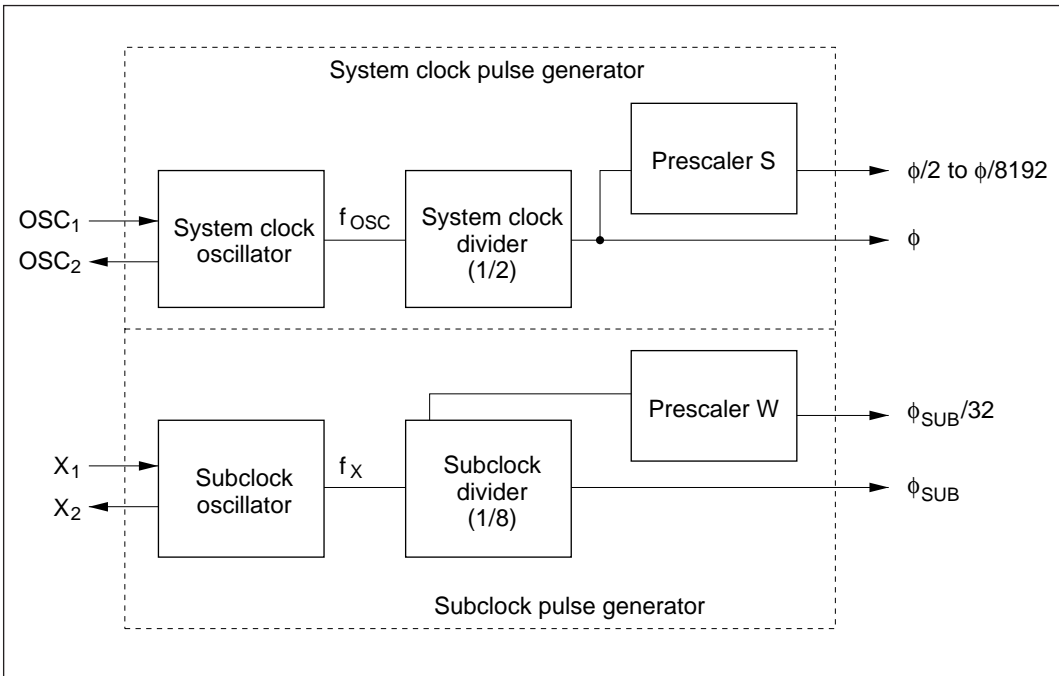 System clock pulse generator
Prescaler S
φ/2 to φ/8192
OSC₁
OSC₂
System clock
oscillator
f OSC
System clock
divider
(1/2)
φ
Prescaler W
φSUB/32
X₁
X₂
Subclock
oscillator
f X
Subclock
divider
(1/8)
φSUB
Subclock pulse generator